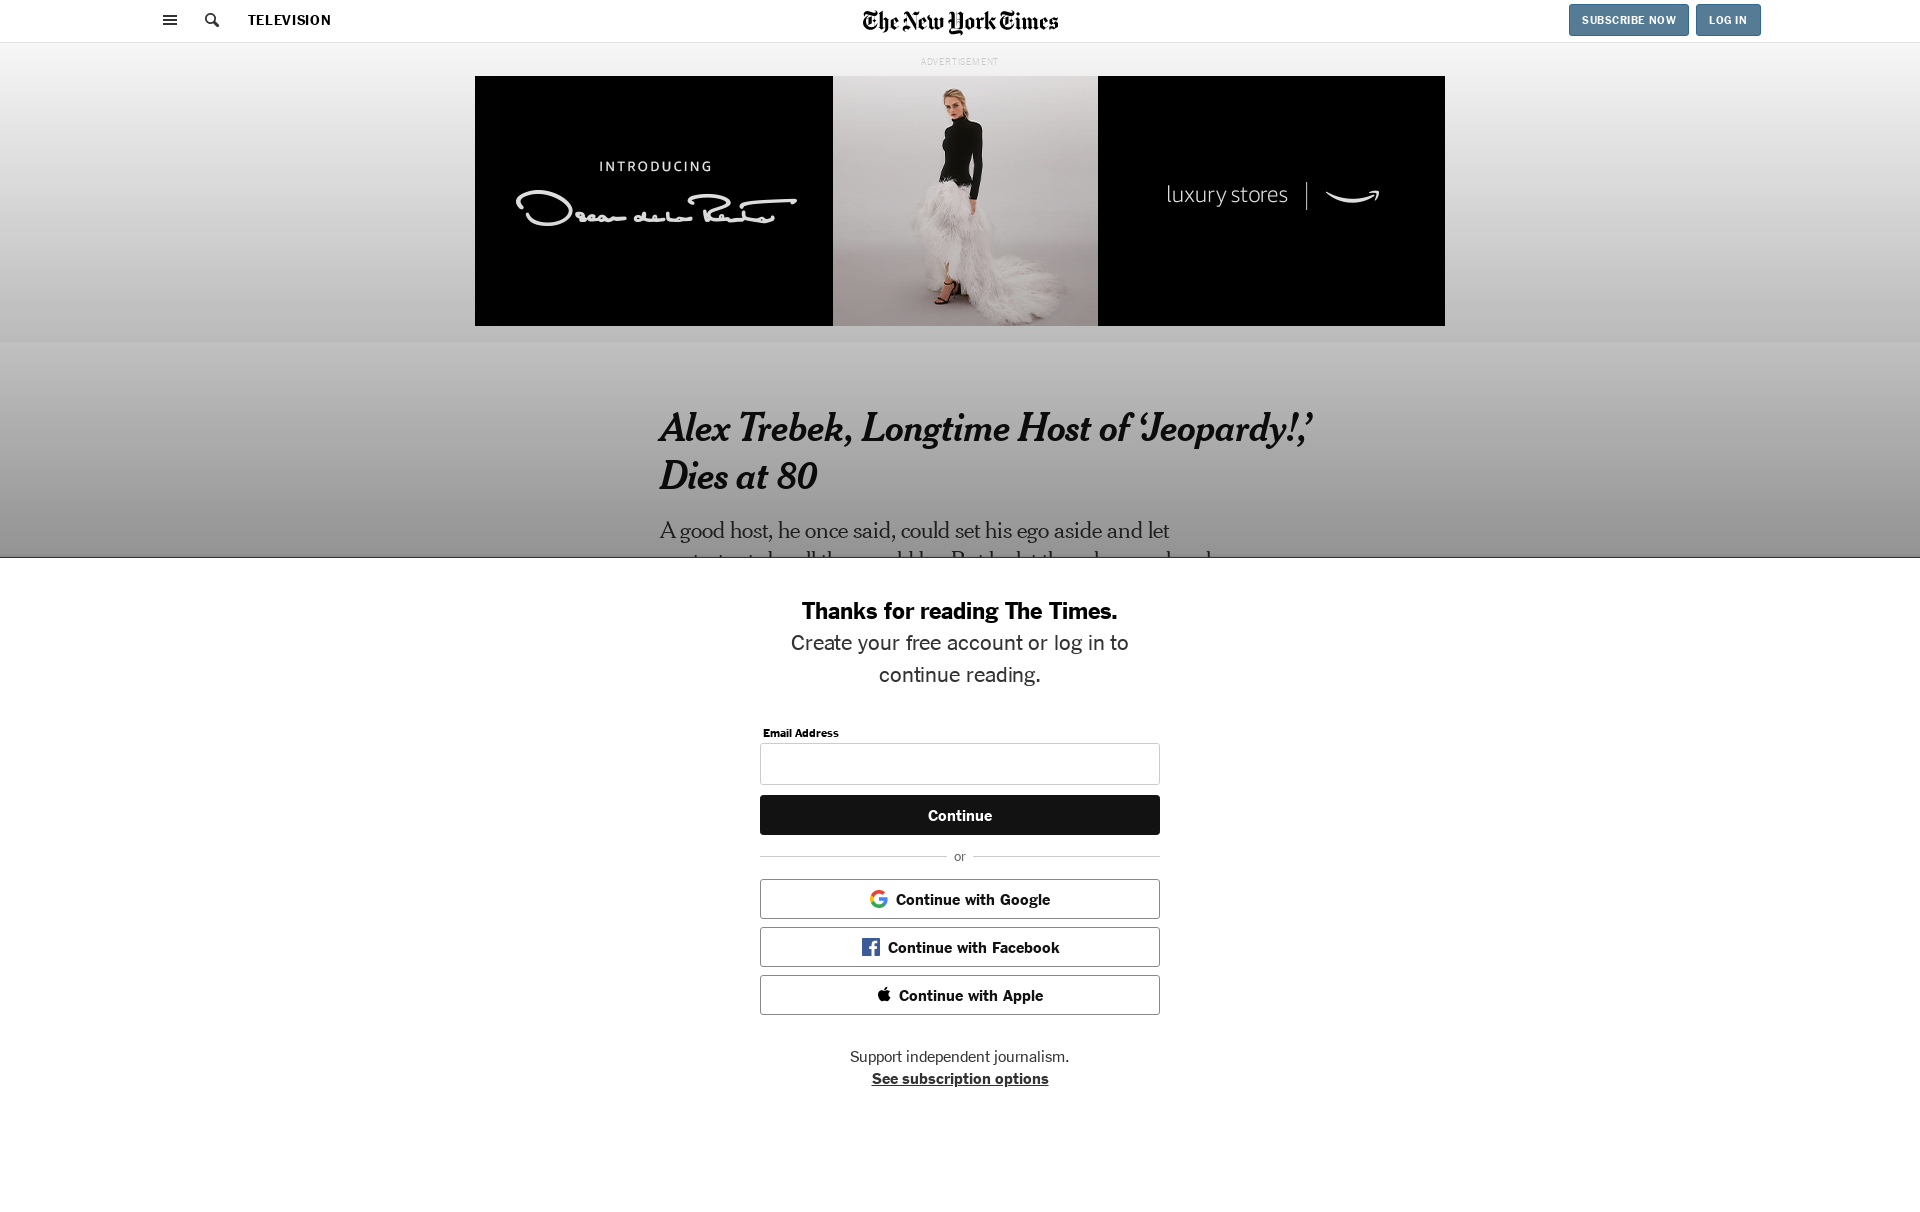 TELEVISION
The New York Times
SUBSCRIBE NOW
LOG IN
ADVERTISEMENT
INTRODUCING
Oscar de la Renta
luxury stores
Alex Trebek, Longtime Host of ‘Jeopardy!,’
Dies at 80
A good host, he once said, could set his ego aside and let
Thanks for reading The Times.
Create your free account or log in to
continue reading.
Email Address
Continue
or
Continue with Google
Continue with Facebook
Continue with Apple
Support independent journalism.
See subscription options